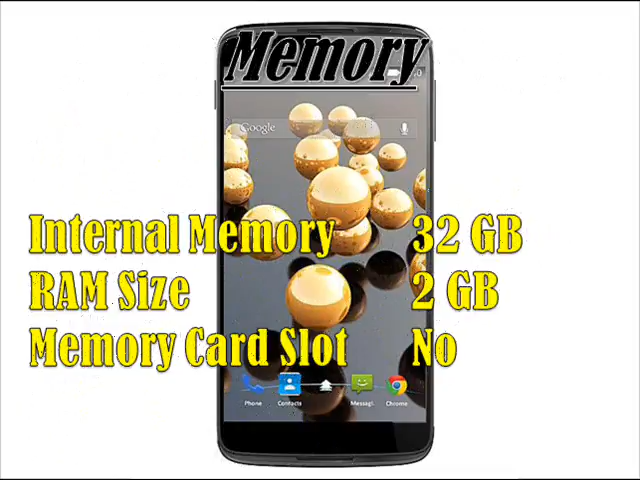 Memory
Google
Internal Memory 32 GB
RAM Size 2 GB
Memory Card Slot No
Phone Contacts Messagi. Chrome